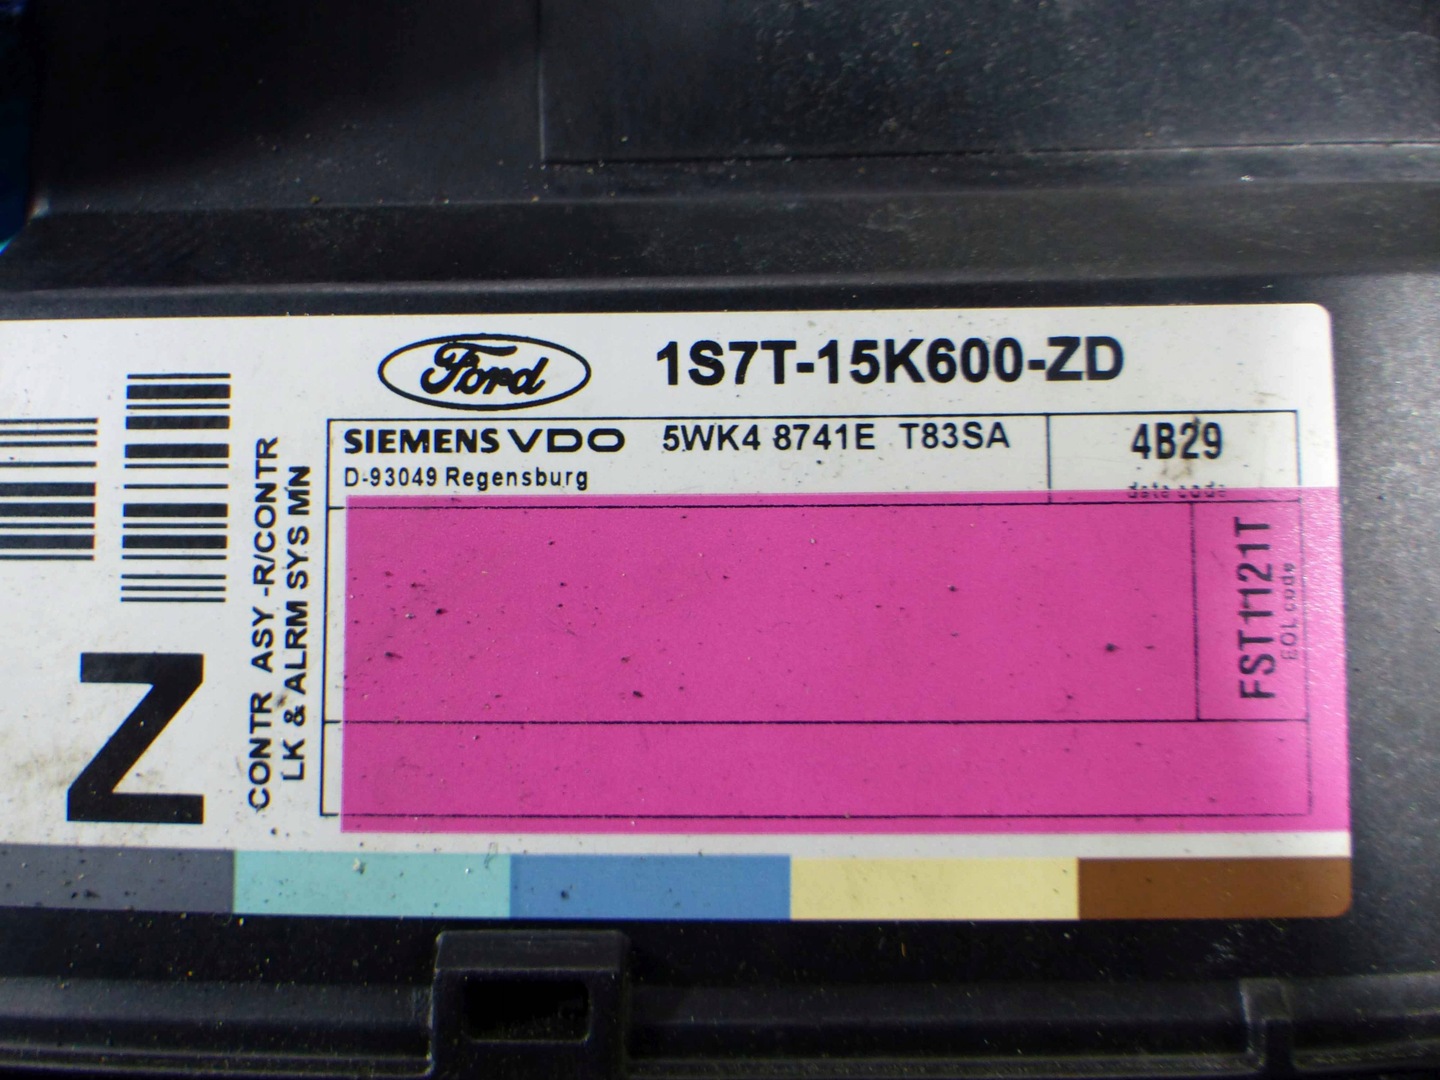 Ford 1S7T-15K600-ZD
SIEMENS VDO 5WK4 8741E T83SA 4B29
D-93049 Regensburg
date code
CONTR ASY -R/CONTR
LK & ALRM SYS MN
Z
FST1121T
EOL code